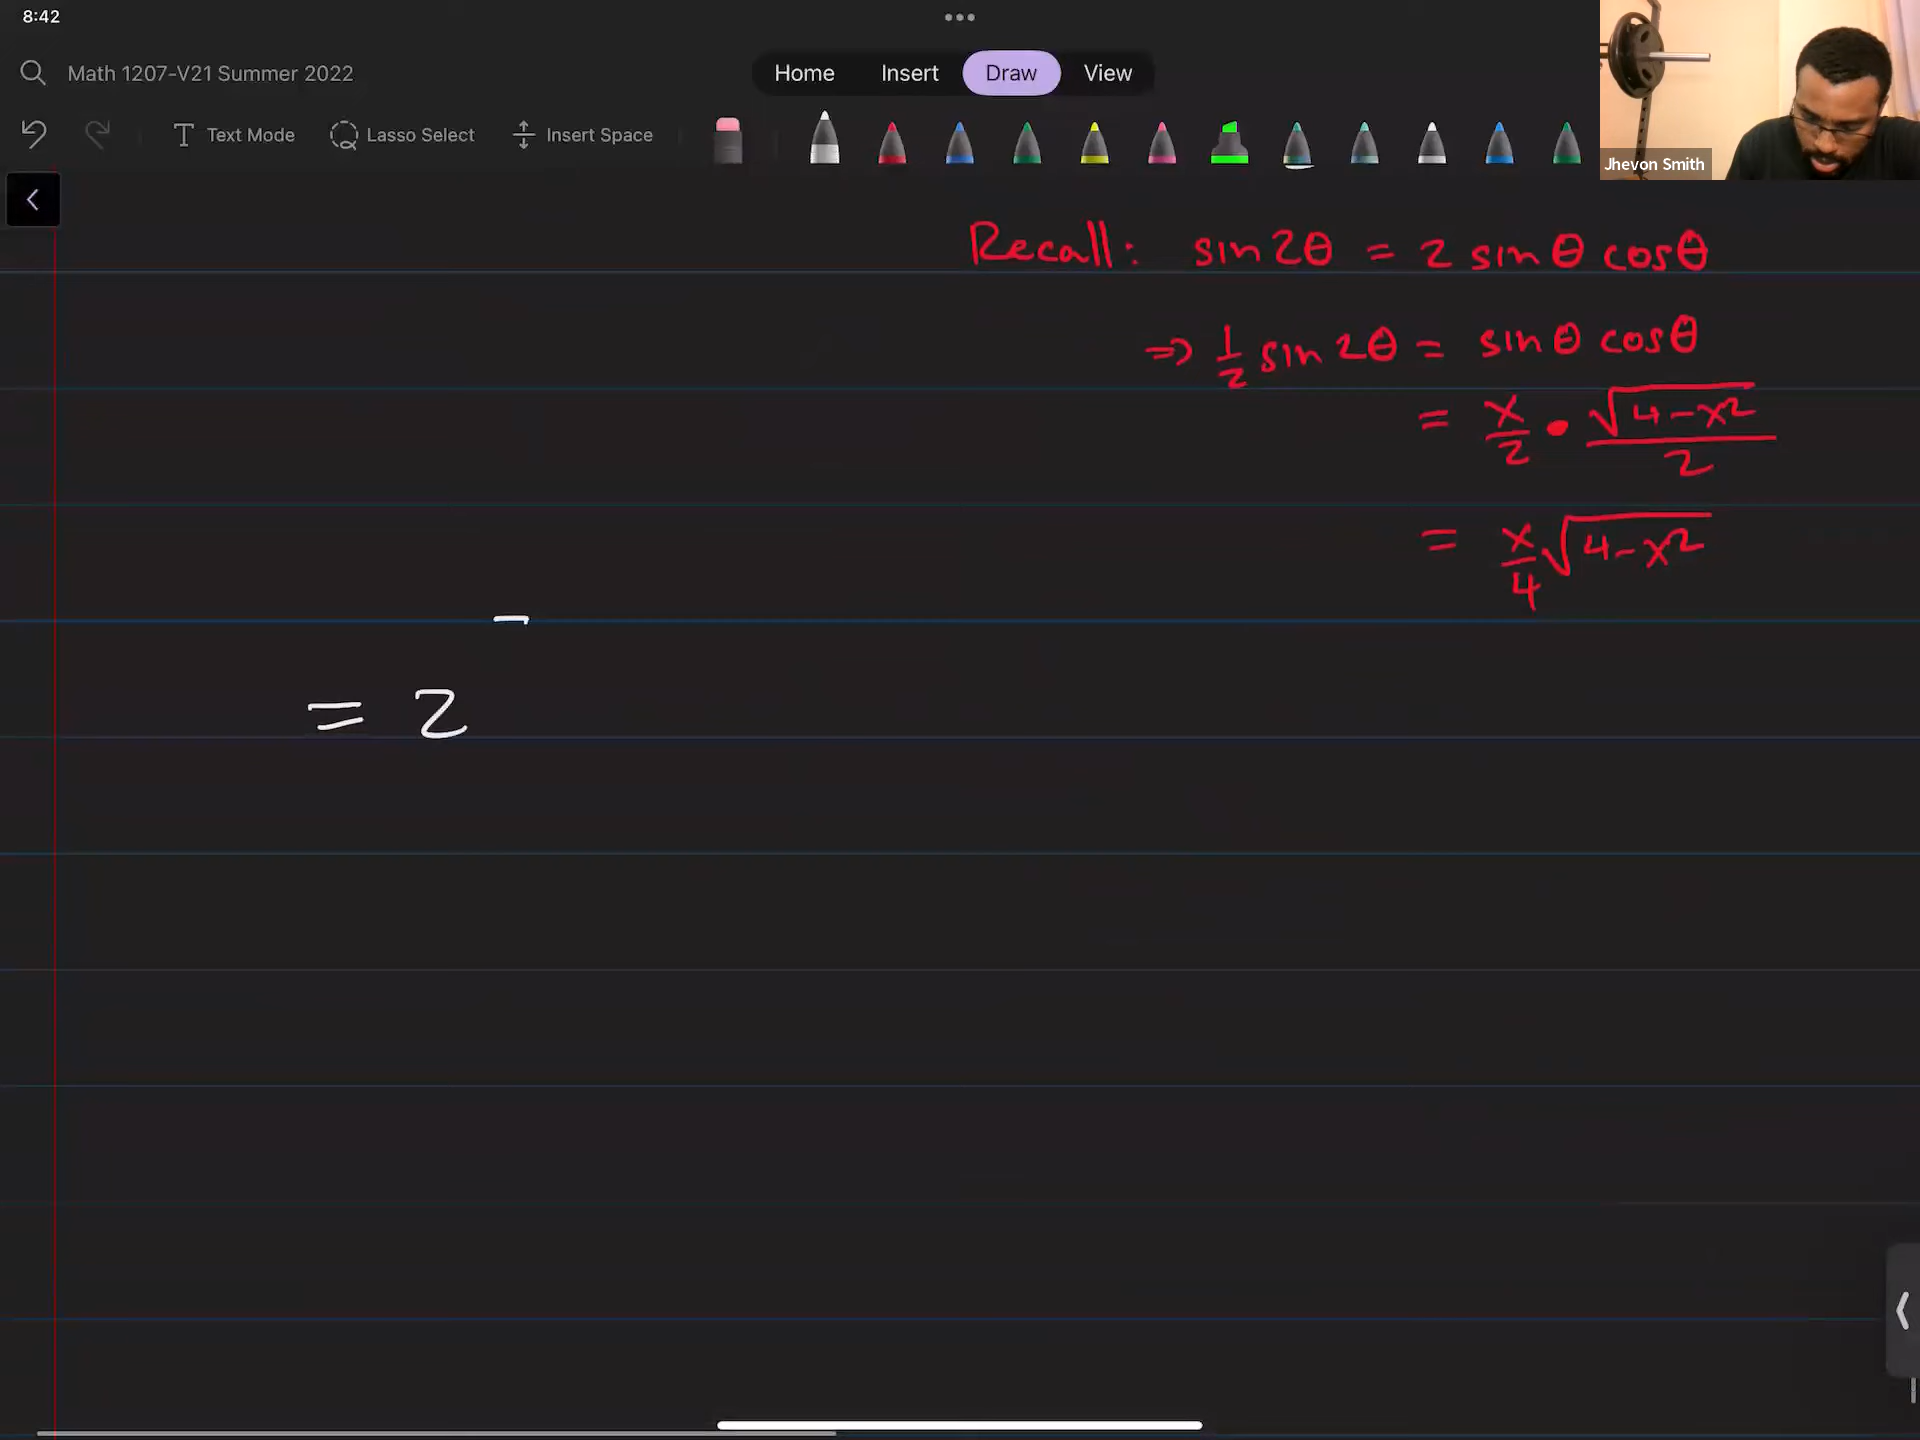 8:42
Math 1207-V21 Summer 2022
Home Insert Draw View
Text Mode Lasso Select Insert Space
Jhevon Smith
Recall: sin 2θ = 2 sin θ cos θ
⇒ 1/2 sin 2θ = sin θ cos θ
= x/2 • √(4-x²)/2
= x/4 √(4-x²)
= 2